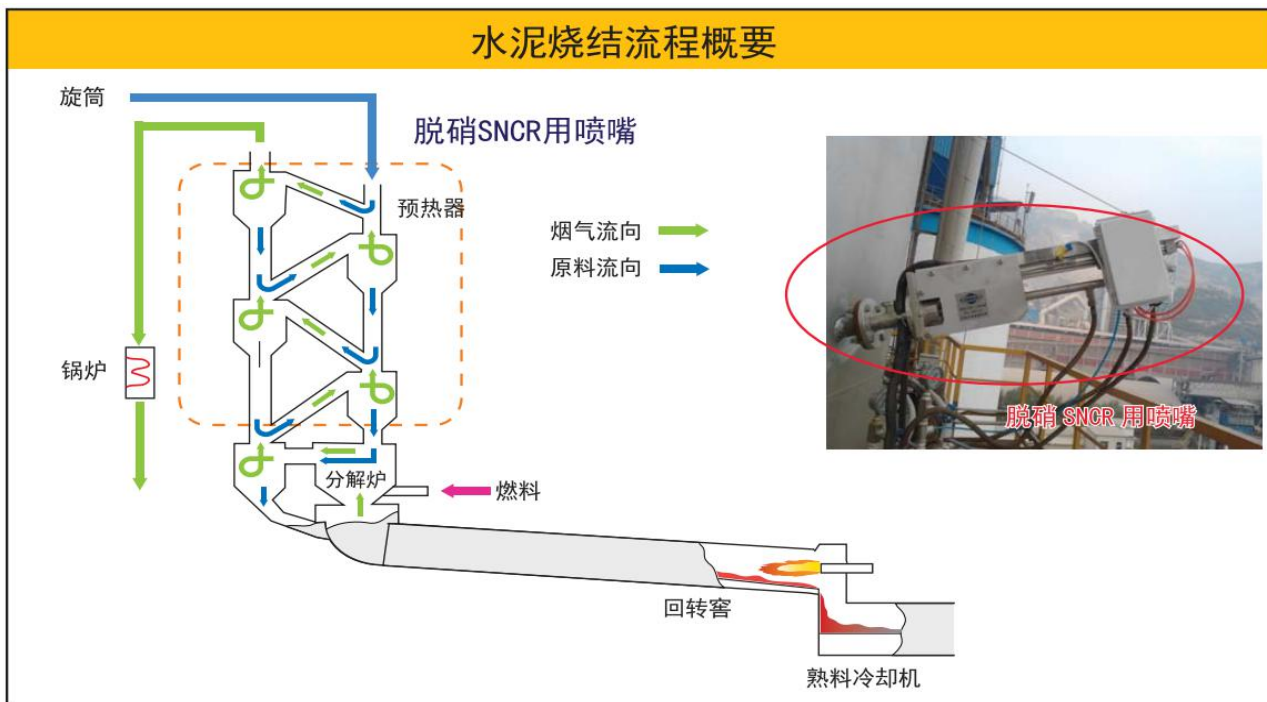 水泥烧结流程概要
旋筒
脱硝SNCR用喷嘴
预热器
烟气流向
原料流向
锅炉
脱硝 SNCR 用喷嘴
分解炉
燃料
回转窑
熟料冷却机